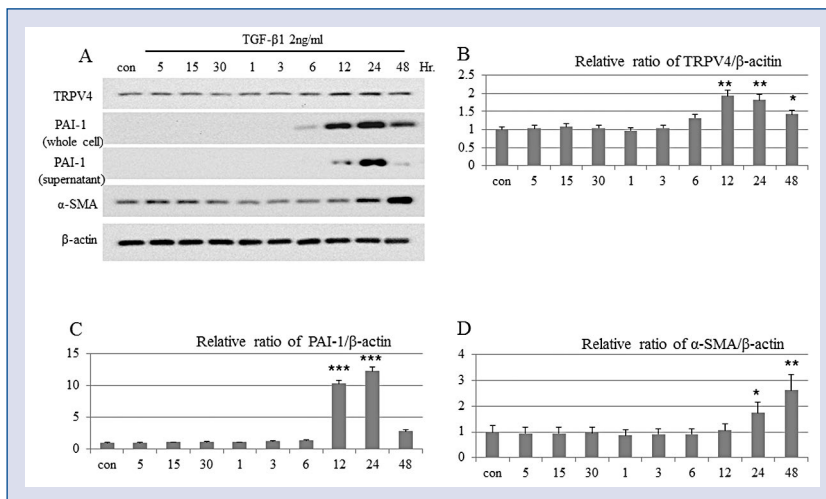 A
TGF-β1 2ng/ml
con 5 15 30 1 3 6 12 24 48 Hr.
TRPV4
PAI-1
(whole cell)
PAI-1
(supernatant)
α-SMA
β-actin
B
Relative ratio of TRPV4/β-acitin
2.5
2
1.5
1
0.5
0
** ** *
con 5 15 30 1 3 6 12 24 48
C
Relative ratio of PAI-1/β-actin
15
10
5
0
*** ***
con 5 15 30 1 3 6 12 24 48
D
Relative ratio of α-SMA/β-actin
4
3
2
1
0
* **
con 5 15 30 1 3 6 12 24 48